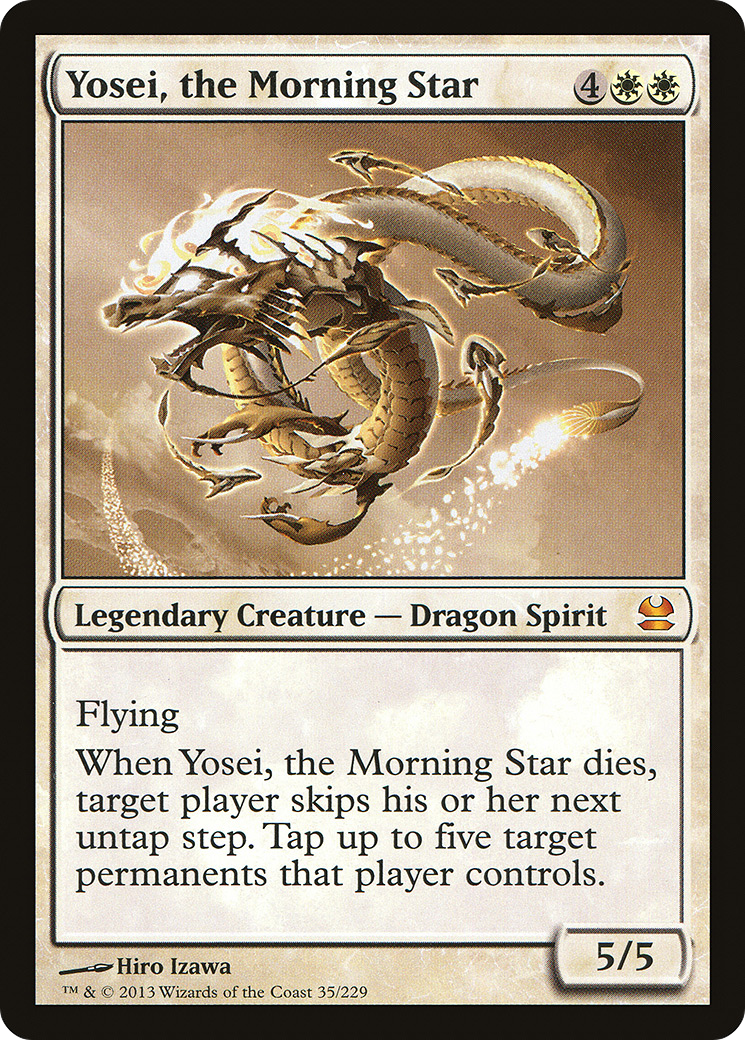 Yosei, the Morning Star 4
Legendary Creature — Dragon Spirit
Flying
When Yosei, the Morning Star dies,
target player skips his or her next
untap step. Tap up to five target
permanents that player controls.
5/5
Hiro Izawa
™ & © 2013 Wizards of the Coast 35/229